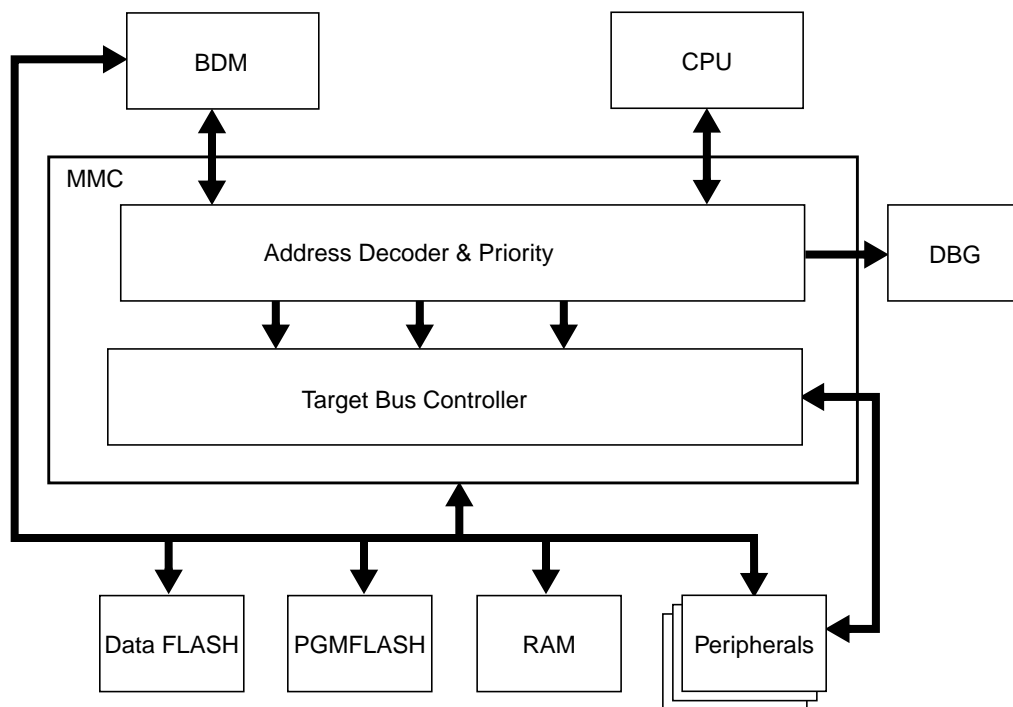 BDM
CPU
MMC
Address Decoder & Priority
DBG
Target Bus Controller
Data FLASH
PGMFLASH
RAM
Peripherals